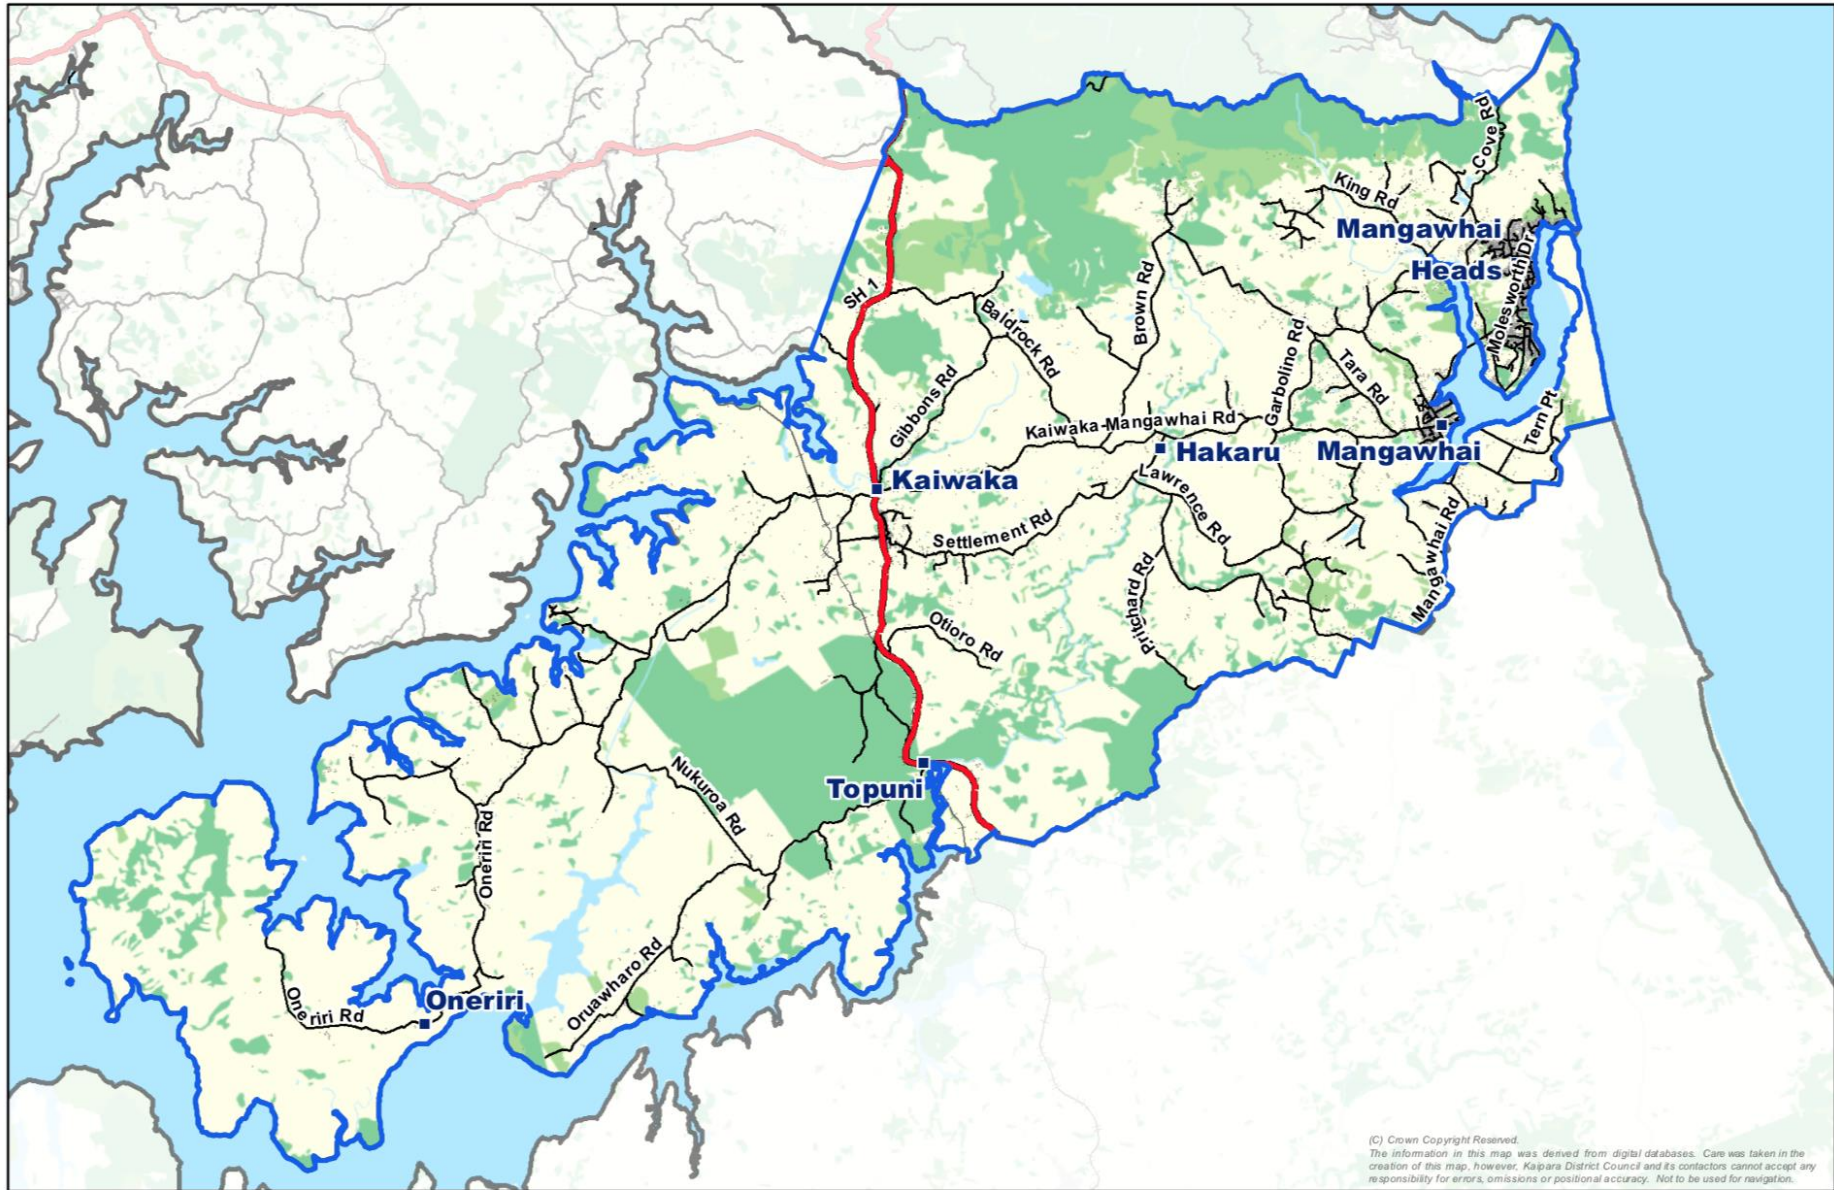 Cove Rd
King Rd
Mangawhai
Heads
Molesworth Dr
SH 1
Baldrock Rd
Brown Rd
Garbolino Rd
Tara Rd
Gibbons Rd
Kaiwaka-Mangawhai Rd
Tern Pt
Hakaru
Mangawhai
Kaiwaka
Lawrence Rd
Settlement Rd
Mangawhai Rd
Pritchard Rd
Otioro Rd
Topuni
Nukuroa Rd
Oneriri Rd
Oruawharo Rd
Oneriri
Oneriri Rd
(C) Crown Copyright Reserved.
The information in this map was derived from digital databases. Care was taken in the
creation of this map, however, Kaipara District Council and its contactors cannot accept any
responsibility for errors, omissions or positional accuracy. Not to be used for navigation.